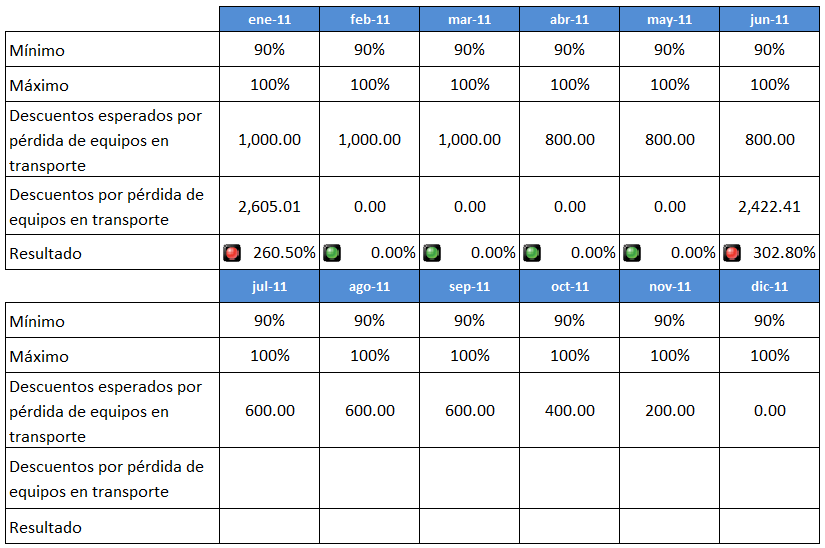 ene-11 feb-11 mar-11 abr-11 may-11 jun-11
Mínimo 90% 90% 90% 90% 90% 90%
Máximo 100% 100% 100% 100% 100% 100%
Descuentos esperados por
pérdida de equipos en
transporte 1,000.00 1,000.00 1,000.00 800.00 800.00 800.00
Descuentos por pérdida de
equipos en transporte 2,605.01 0.00 0.00 0.00 0.00 2,422.41
Resultado 260.50% 0.00% 0.00% 0.00% 0.00% 302.80%
jul-11 ago-11 sep-11 oct-11 nov-11 dic-11
Mínimo 90% 90% 90% 90% 90% 90%
Máximo 100% 100% 100% 100% 100% 100%
Descuentos esperados por
pérdida de equipos en
transporte 600.00 600.00 600.00 400.00 200.00 0.00
Descuentos por pérdida de
equipos en transporte
Resultado